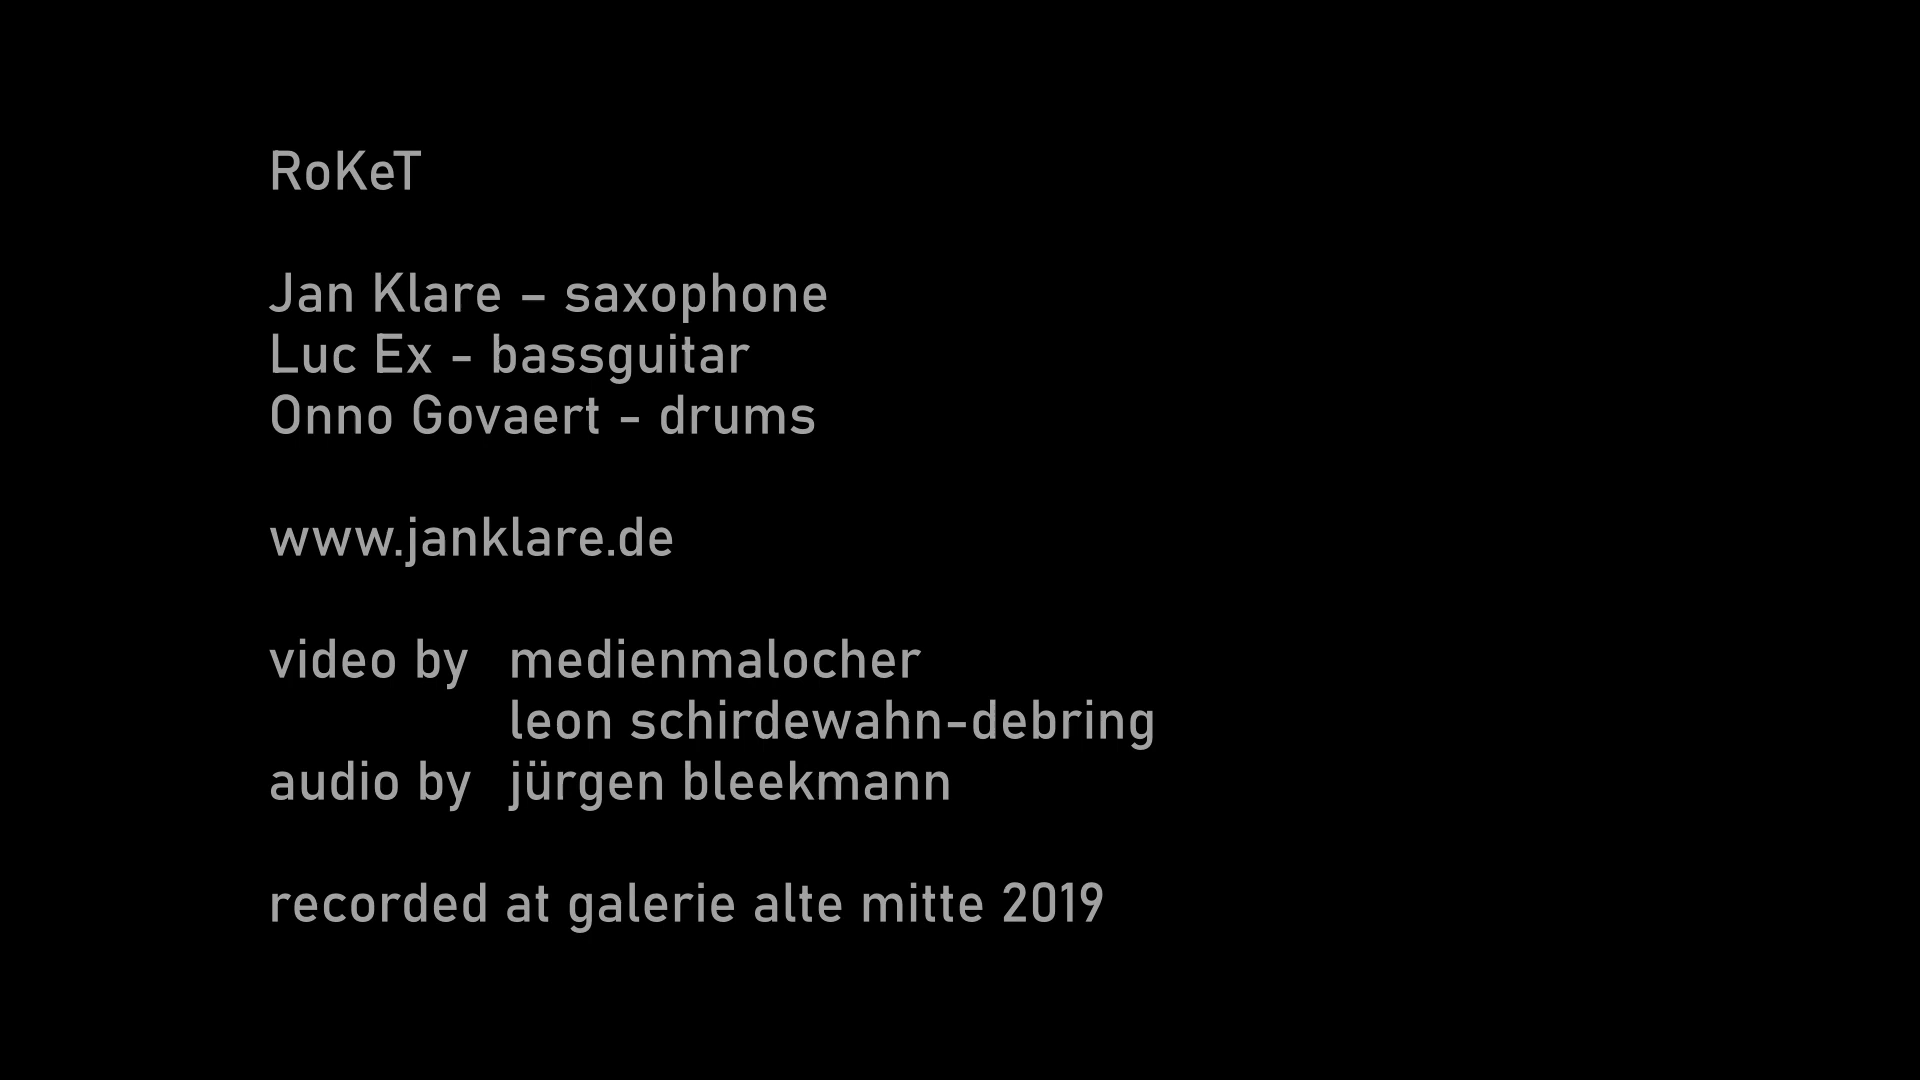 RoKeT
Jan Klare – saxophone
Luc Ex - bassguitar
Onno Govaert - drums
www.janklare.de
video by medienmalocher
leon schirdewahn-debring
audio by jürgen bleekmann
recorded at galerie alte mitte 2019